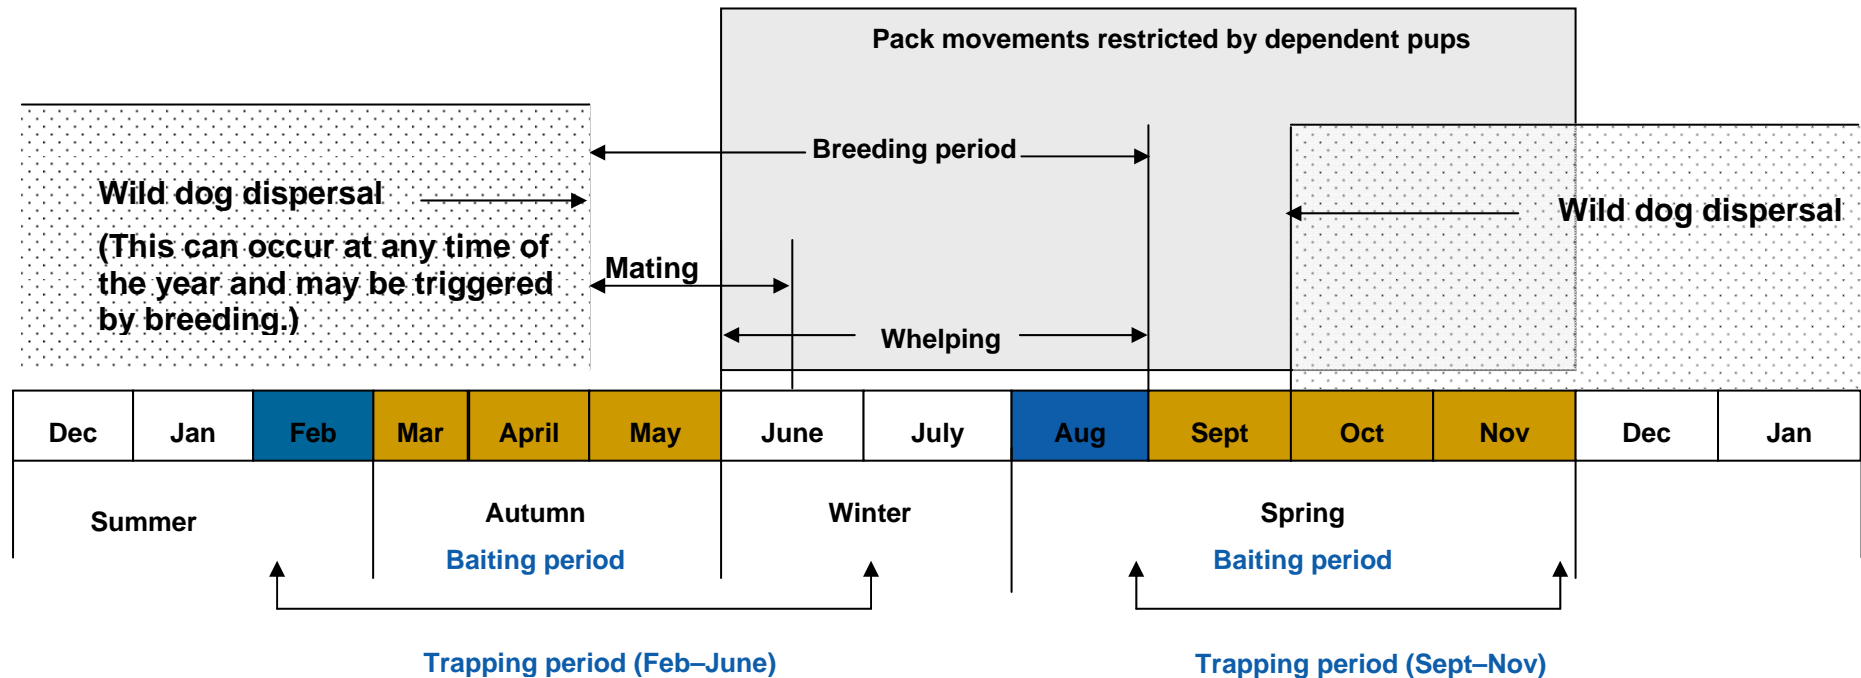 Pack movements restricted by dependent pups
Breeding period
Wild dog dispersal
(This can occur at any time of
the year and may be triggered
by breeding.)
Wild dog dispersal
Mating
Whelping
Dec Jan Feb Mar April May June July Aug Sept Oct Nov Dec Jan
Summer Autumn Winter Spring
Baiting period Baiting period
Trapping period (Feb–June) Trapping period (Sept–Nov)